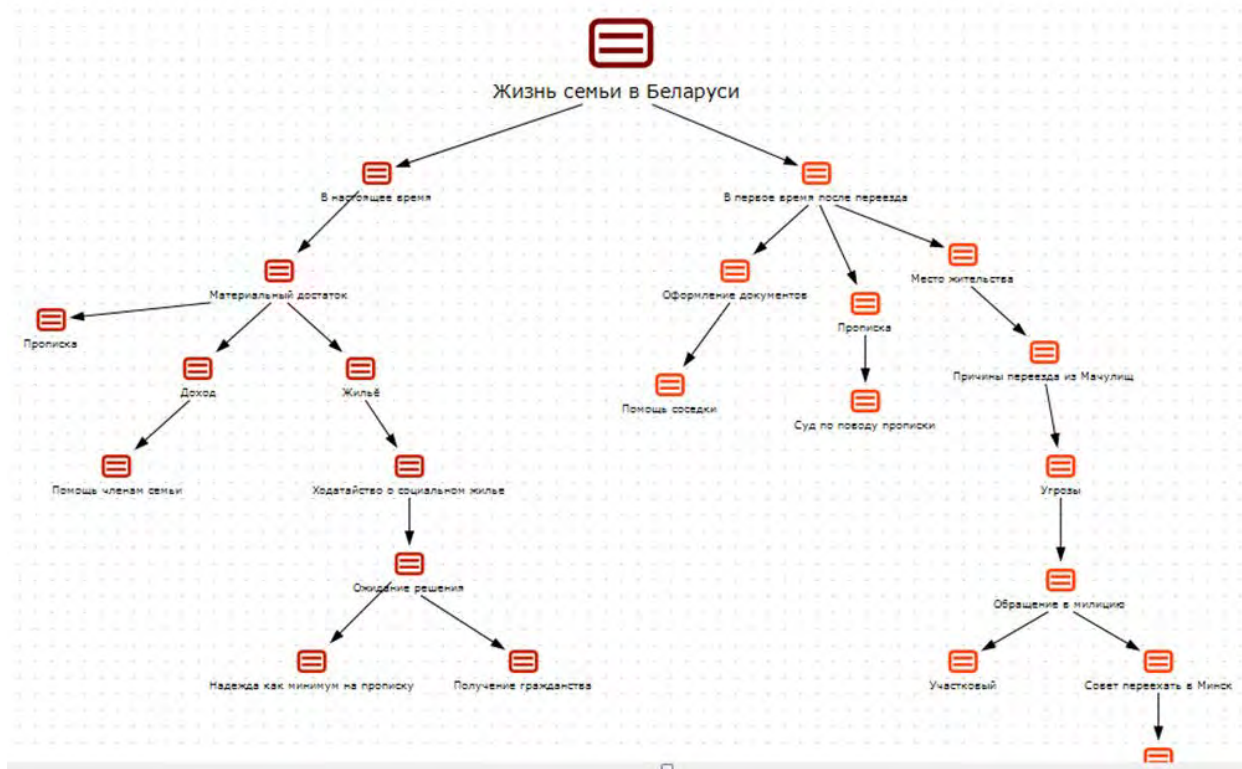 Жизнь семьи в Беларуси
В настоящее время
В первое время после переезда
Материальный достаток
Оформление документов
Место жительства
Прописка
Прописка
Доход
Жильё
Помощь соседки
Суд по поводу прописки
Причины переезда из Мачулищ
Помощь членам семьи
Ходатайство о социальном жилье
Угрозы
Ожидание решения
Обращение в милицию
Надежда как минимум на прописку
Получение гражданства
Участковый
Совет переехать в Минск